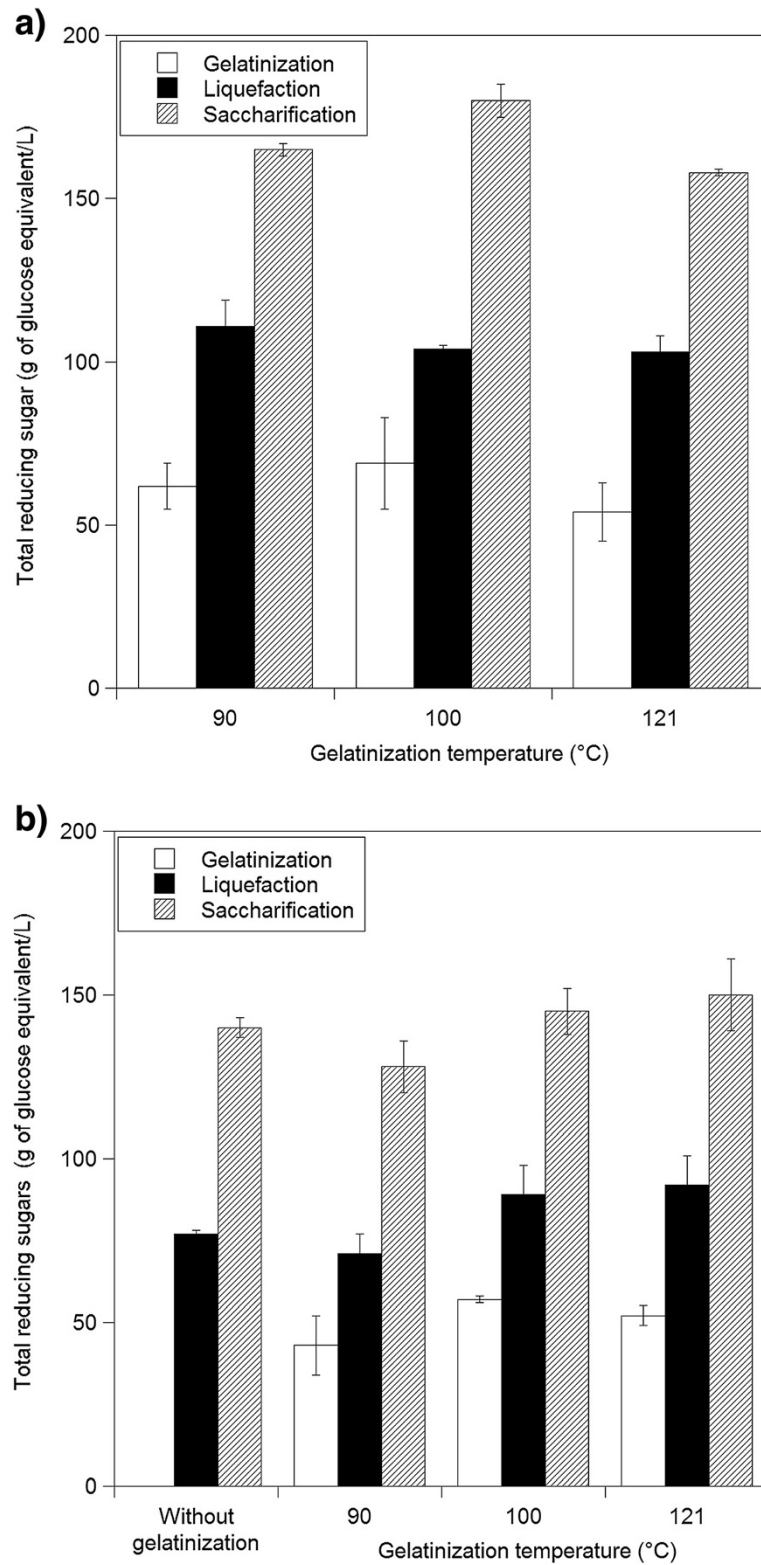 a)
200
150
100
50
0
Total reducing sugar (g of glucose equivalent/L)
Gelatinization
Liquefaction
Saccharification
90 100 121
Gelatinization temperature (°C)
b)
200
150
100
50
0
Total reducing sugars (g of glucose equivalent/L)
Gelatinization
Liquefaction
Saccharification
Without
gelatinization
90 100 121
Gelatinization temperature (°C)